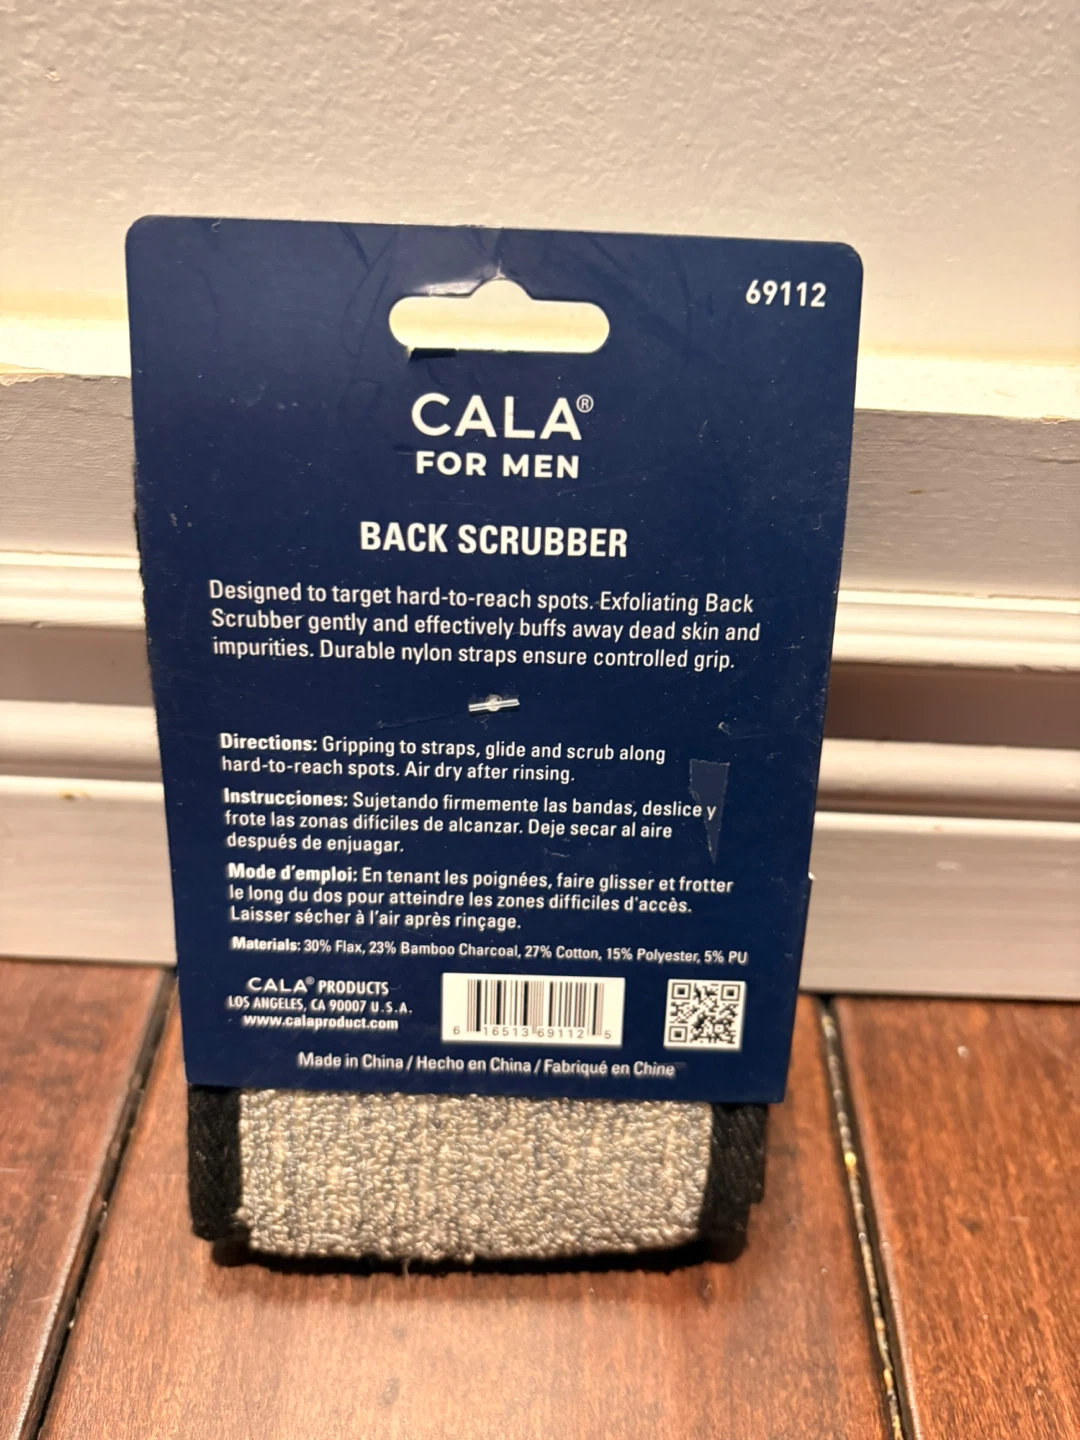 69112
CALA®
FOR MEN
BACK SCRUBBER
Designed to target hard-to-reach spots. Exfoliating Back
Scrubber gently and effectively buffs away dead skin and
impurities. Durable nylon straps ensure controlled grip.
Directions: Gripping to straps, glide and scrub along
hard-to-reach spots. Air dry after rinsing.
Instrucciones: Sujetando firmemente las bandas, deslice y
frote las zonas difíciles de alcanzar. Deje secar al aire
después de enjuagar.
Mode d'emploi: En tenant les poignées, faire glisser et frotter
le long du dos pour atteindre les zones difficiles d'accès.
Laisser sécher à l'air après rinçage.
Materials: 30% Flax, 23% Bamboo Charcoal, 27% Cotton, 15% Polyester, 5% PU
CALA® PRODUCTS
LOS ANGELES, CA 90007 U.S.A.
www.calaproduct.com
6 16513 69112 5
Made in China / Hecho en China / Fabriqué en Chine